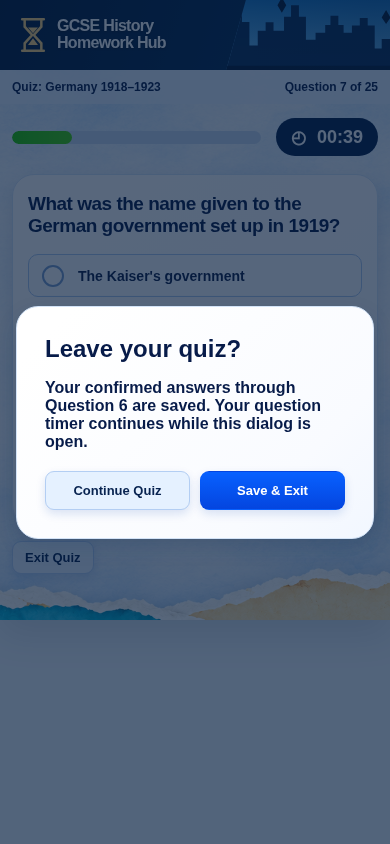 GCSE History
Homework Hub
Quiz: Germany 1918–1923
Question 7 of 25
00:39
What was the name given to the
German government set up in 1919?
The Kaiser's government
Leave your quiz?
Your confirmed answers through
Question 6 are saved. Your question
timer continues while this dialog is
open.
Continue Quiz
Save & Exit
Exit Quiz